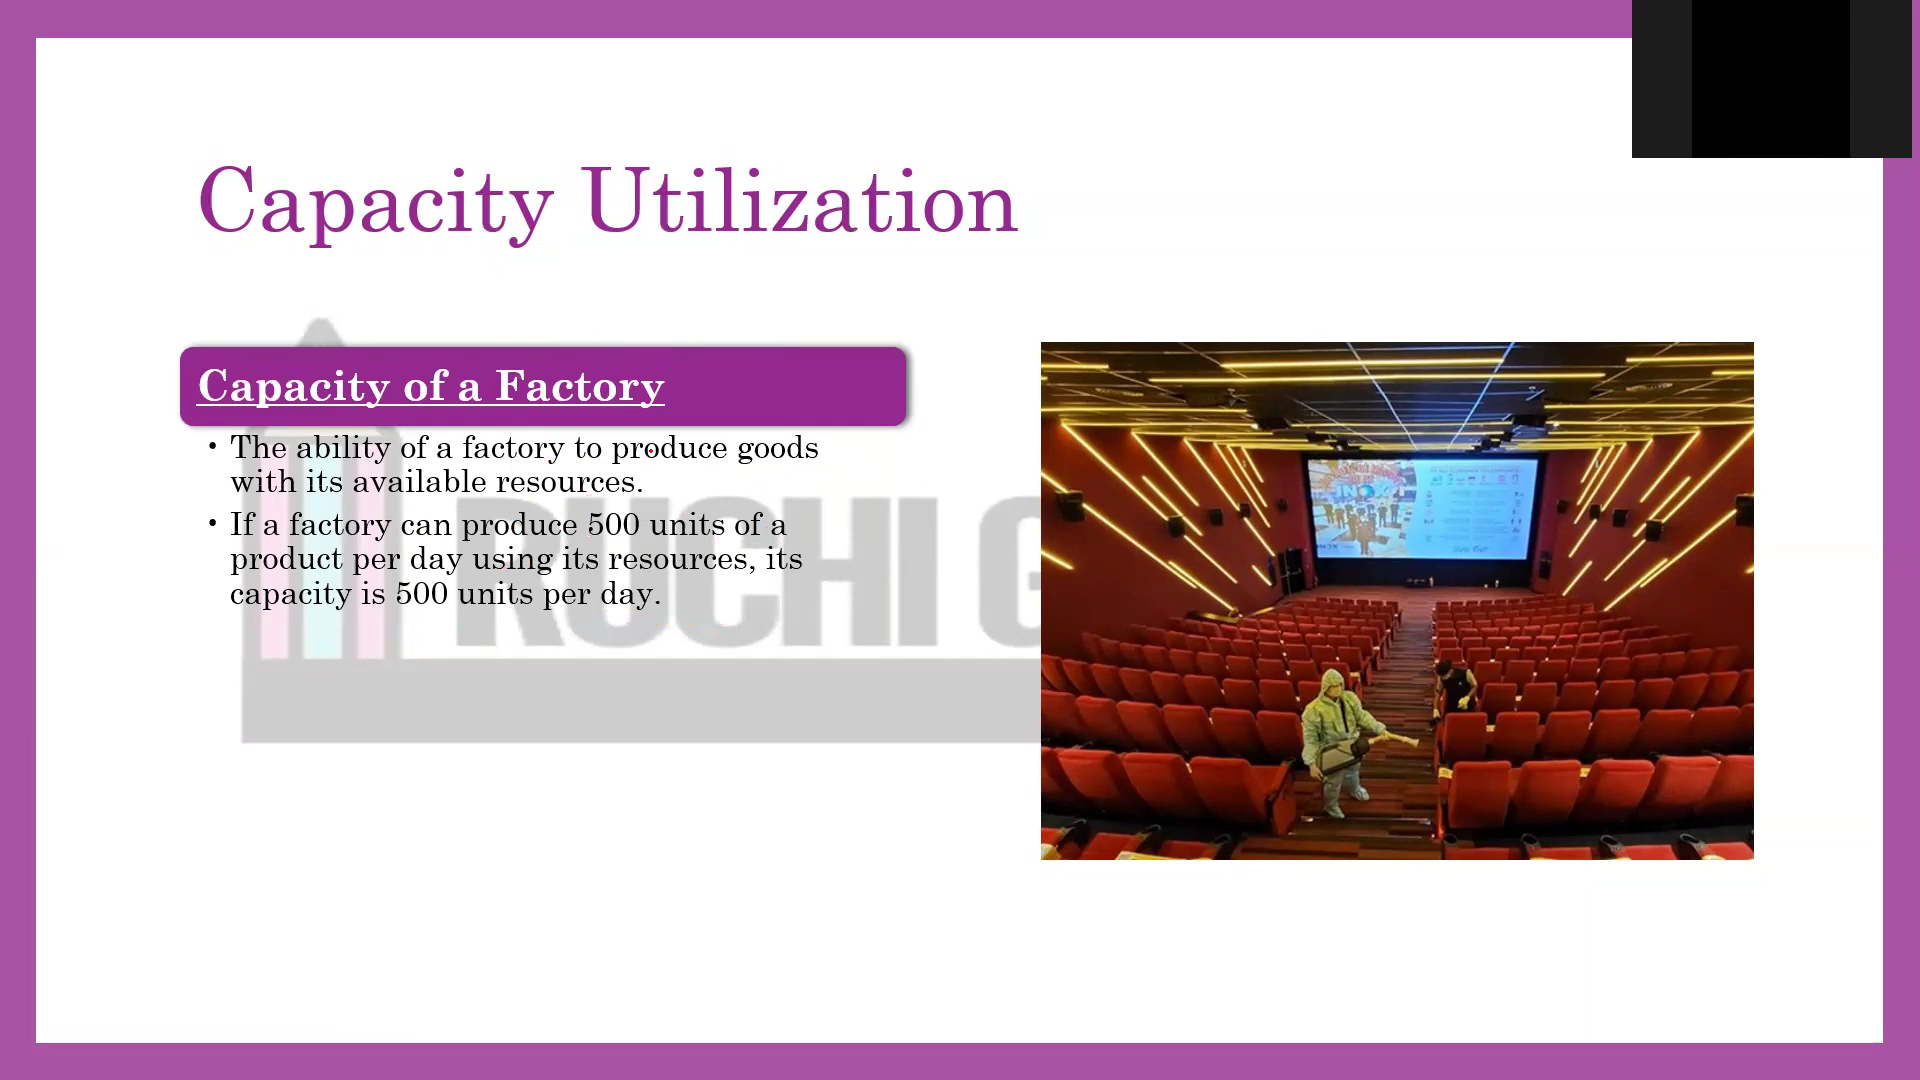 Capacity Utilization
Capacity of a Factory
• The ability of a factory to produce goods
with its available resources.
• If a factory can produce 500 units of a
product per day using its resources, its
capacity is 500 units per day.
RUCHI G
INOX